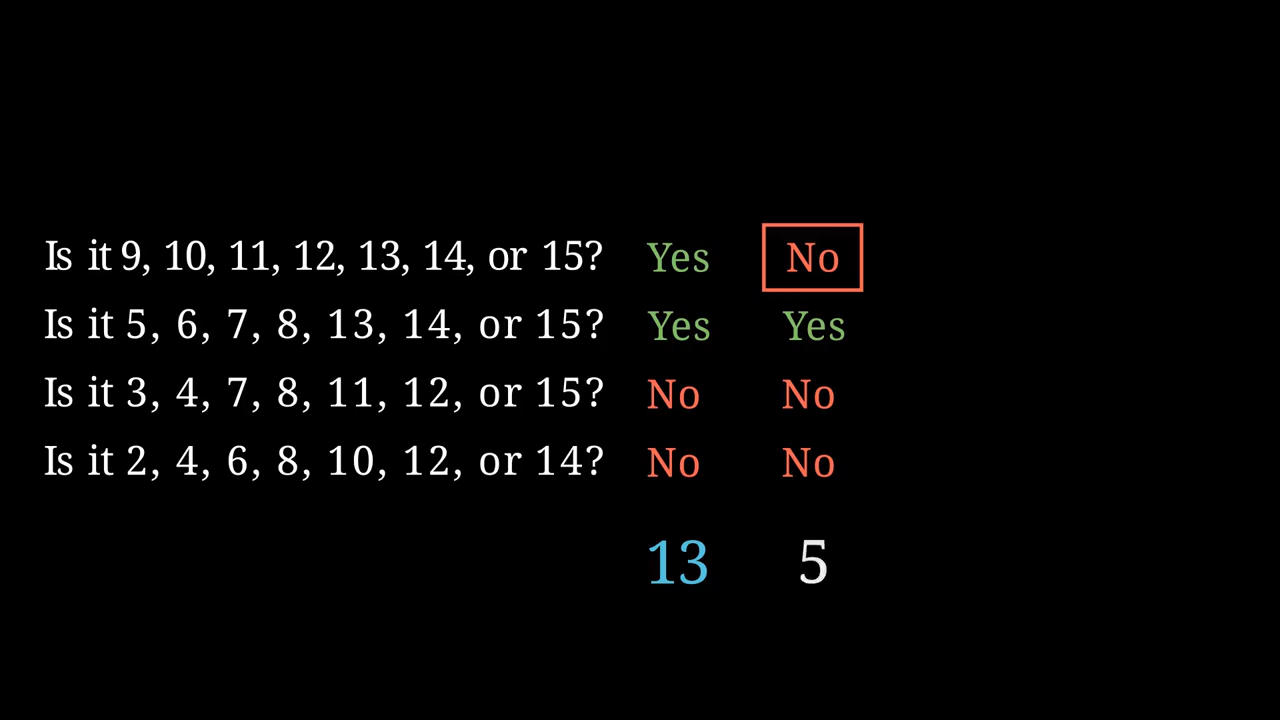 Is it 9, 10, 11, 12, 13, 14, or 15? Yes No
Is it 5, 6, 7, 8, 13, 14, or 15? Yes Yes
Is it 3, 4, 7, 8, 11, 12, or 15? No No
Is it 2, 4, 6, 8, 10, 12, or 14? No No
13 5